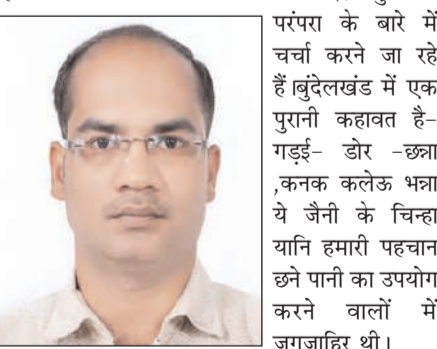 परंपरा के बारे में
चर्चा करने जा रहे
हैं।बुंदेलखंड में एक
पुरानी कहावत है–
गड़ई– डोर –छन्ना
,कनक कलेऊ भन्ना
ये जैनी के चिन्हा
यानि हमारी पहचान
छने पानी का उपयोग
करने वालों में
जगजाहिर थी।